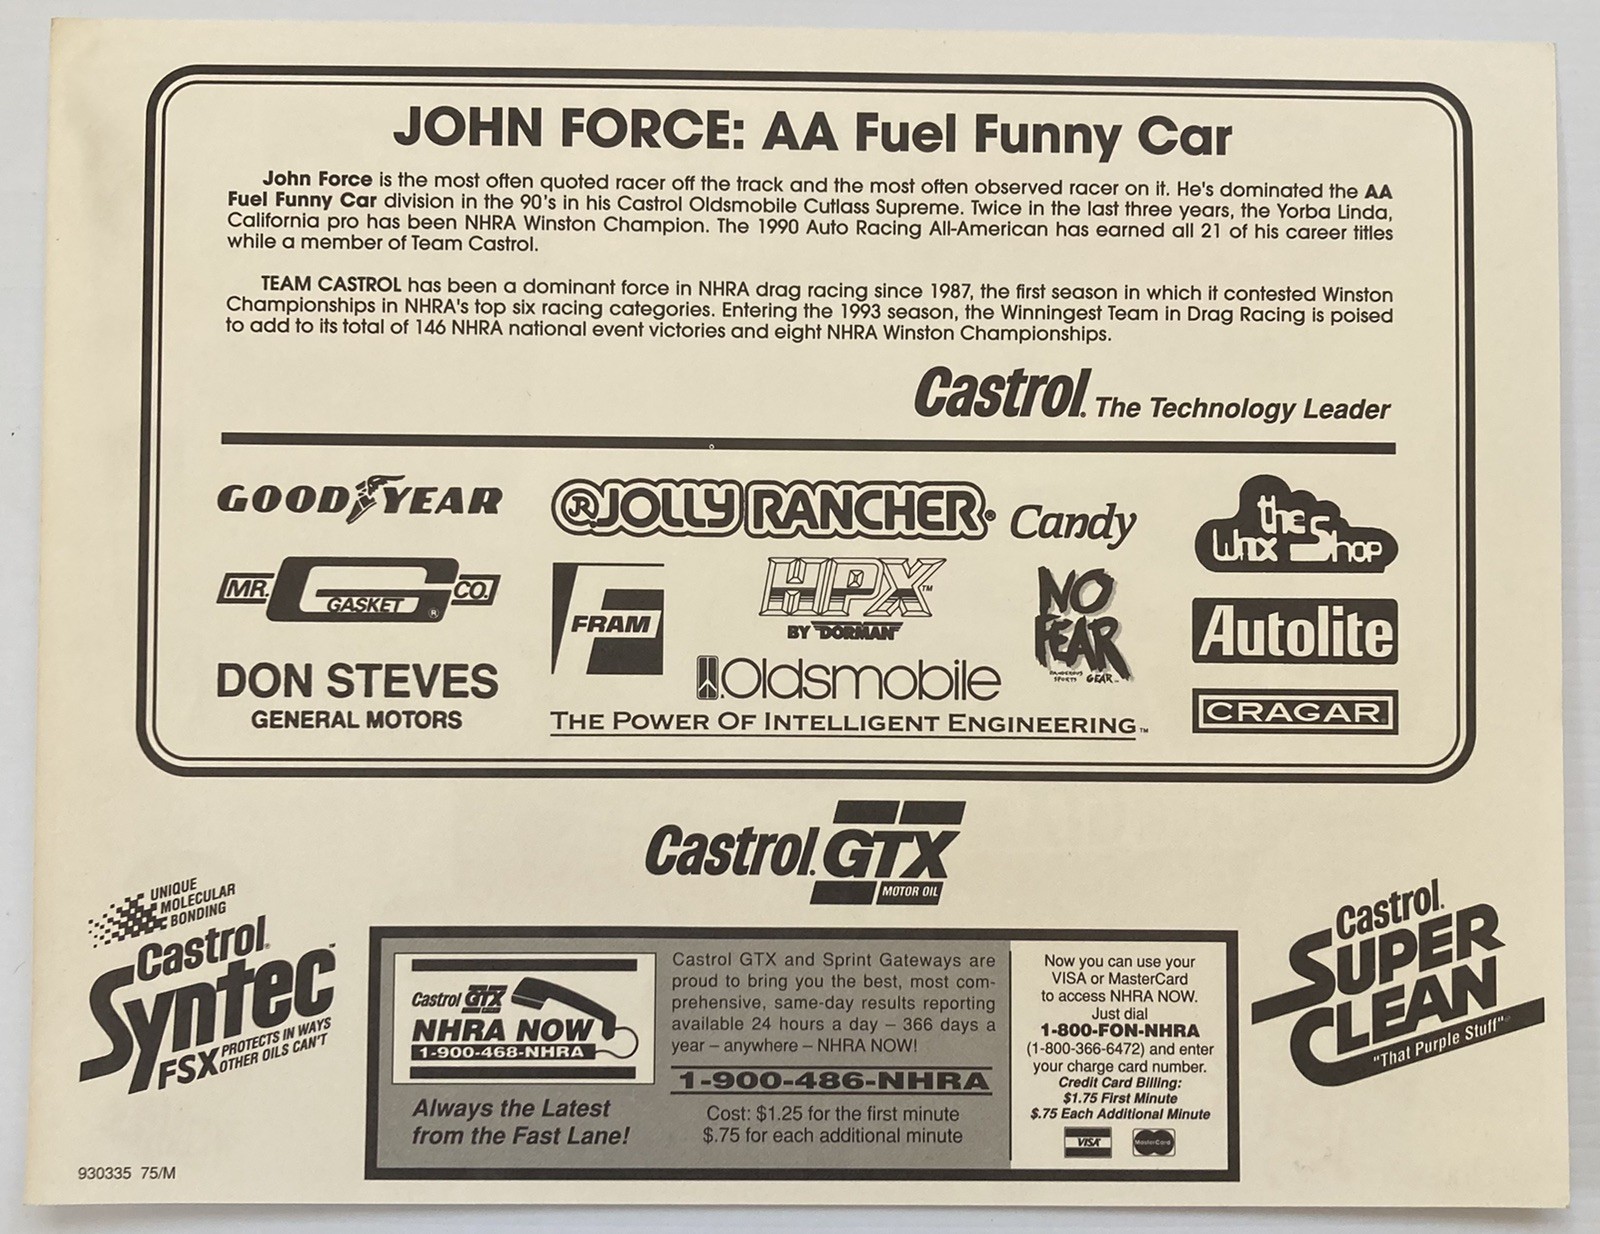 JOHN FORCE: AA Fuel Funny Car
John Force is the most often quoted racer off the track and the most often observed racer on it. He's dominated the AA
Fuel Funny Car division in the 90's in his Castrol Oldsmobile Cutlass Supreme. Twice in the last three years, the Yorba Linda,
California pro has been NHRA Winston Champion. The 1990 Auto Racing All-American has earned all 21 of his career titles
while a member of Team Castrol.
TEAM CASTROL has been a dominant force in NHRA drag racing since 1987, the first season in which it contested Winston
Championships in NHRA's top six racing categories. Entering the 1993 season, the Winningest Team in Drag Racing is poised
to add to its total of 146 NHRA national event victories and eight NHRA Winston Championships.
Castrol. The Technology Leader
GOOD YEAR
JR JOLLY RANCHER® Candy
the
Wax Shop
MR. GASKET CO.®
FRAM
HPX™
BY DORMAN
NO
FEAR
DANGEROUS
SPORTS GEAR™
Autolite
DON STEVES
GENERAL MOTORS
Oldsmobile
THE POWER OF INTELLIGENT ENGINEERING.™
CRAGAR
Castrol. GTX
MOTOR OIL
UNIQUE
MOLECULAR
BONDING
Castrol®
Syntec™
FSX PROTECTS IN WAYS
OTHER OILS CAN'T
Castrol GTX
NHRA NOW
1-900-468-NHRA
Always the Latest
from the Fast Lane!
Castrol GTX and Sprint Gateways are
proud to bring you the best, most com-
prehensive, same-day results reporting
available 24 hours a day – 366 days a
year – anywhere – NHRA NOW!
1-900-486-NHRA
Cost: $1.25 for the first minute
$.75 for each additional minute
Now you can use your
VISA or MasterCard
to access NHRA NOW.
Just dial
1-800-FON-NHRA
(1-800-366-6472) and enter
your charge card number.
Credit Card Billing:
$1.75 First Minute
$.75 Each Additional Minute
VISA MasterCard
Castrol.
SUPER
CLEAN
"That Purple Stuff"
930335 75/M